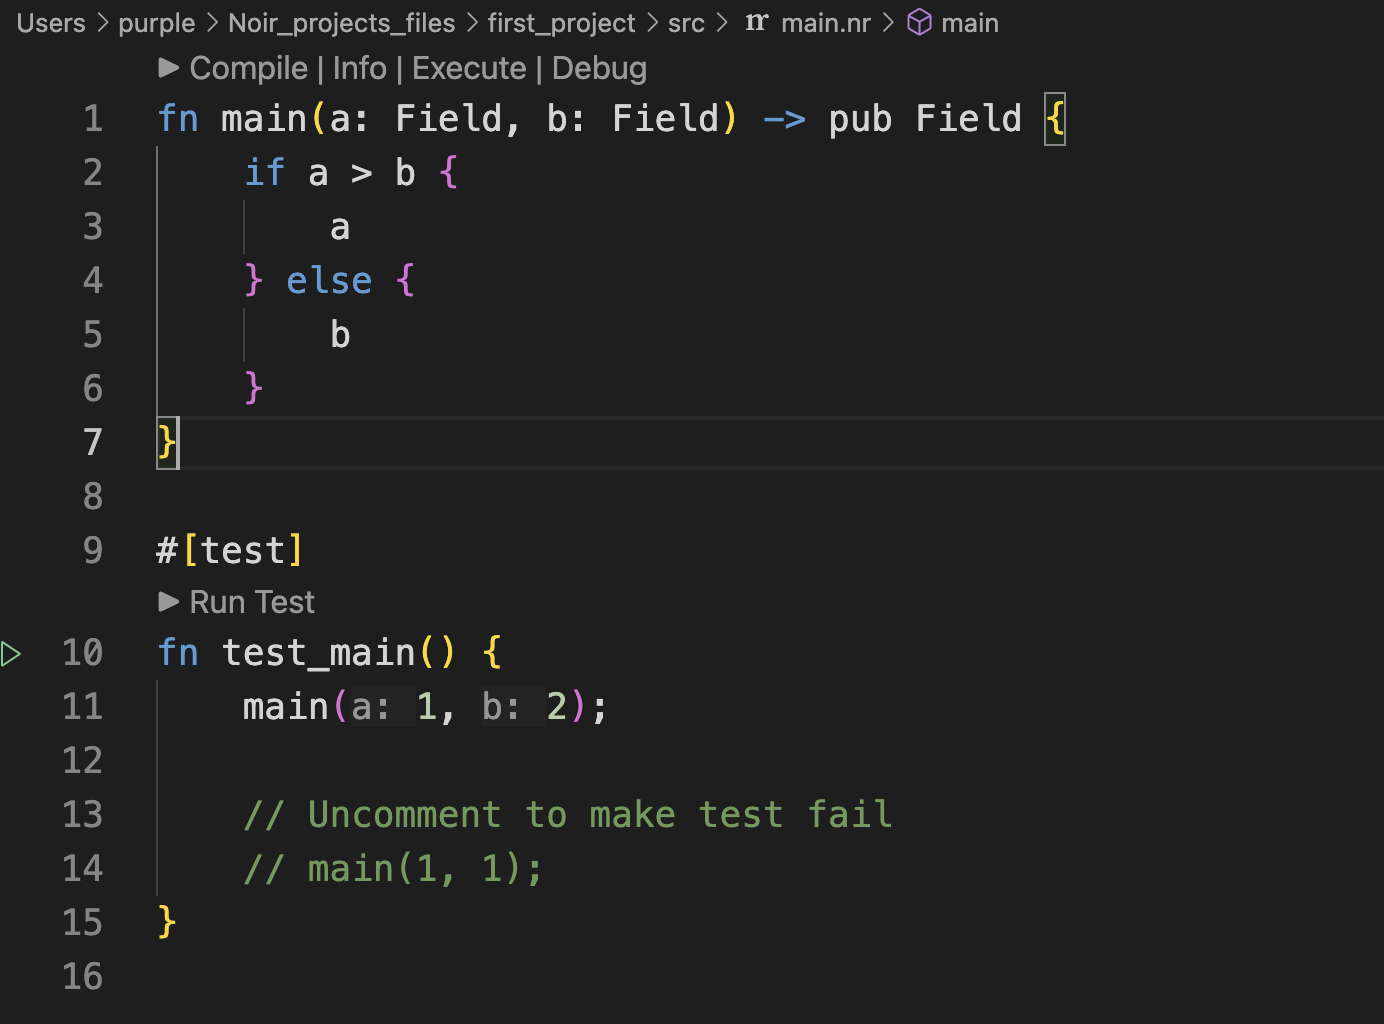 Users > purple > Noir_projects_files > first_project > src > nr main.nr > main
Compile | Info | Execute | Debug
1 fn main(a: Field, b: Field) -> pub Field {
2     if a > b {
3         a
4     } else {
5         b
6     }
7 }
8
9 #[test]
Run Test
10 fn test_main() {
11     main(a: 1, b: 2);
12
13     // Uncomment to make test fail
14     // main(1, 1);
15 }
16